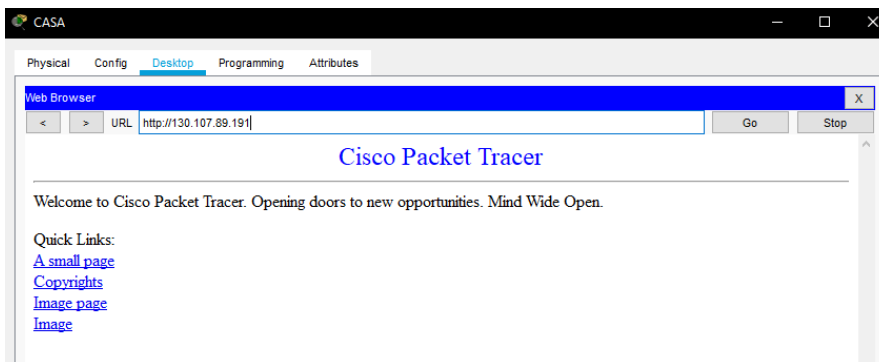 CASA
Physical Config Desktop Programming Attributes
Web Browser X
< > URL http://130.107.89.191 Go Stop
Cisco Packet Tracer
Welcome to Cisco Packet Tracer. Opening doors to new opportunities. Mind Wide Open.
Quick Links:
A small page
Copyrights
Image page
Image